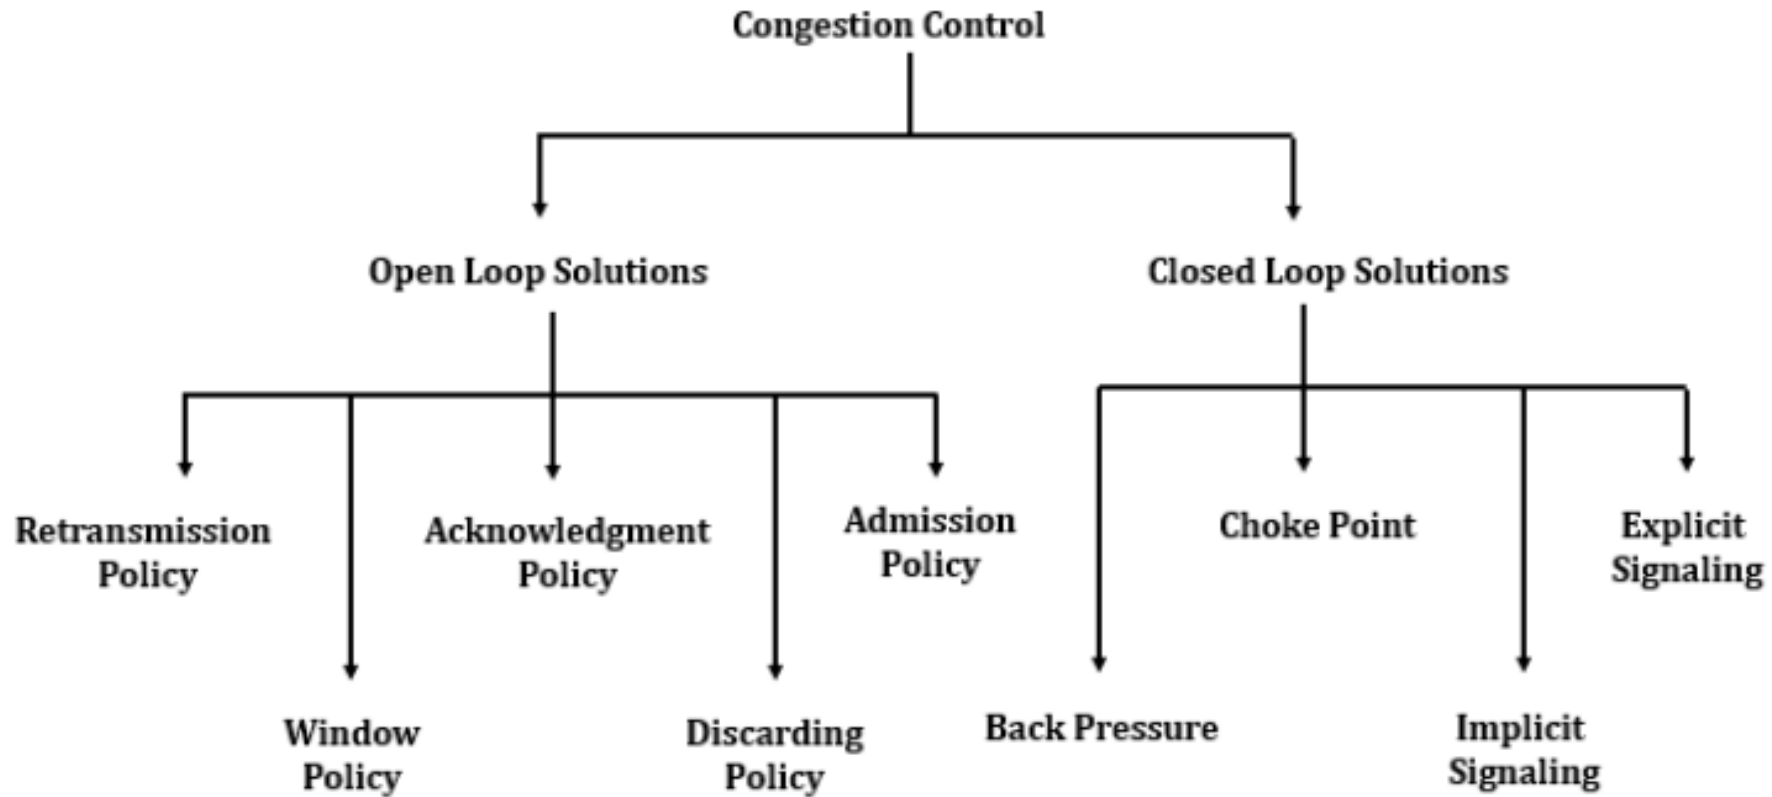 Congestion Control
Open Loop Solutions
Closed Loop Solutions
Retransmission
Policy
Acknowledgment
Policy
Admission
Policy
Choke Point
Explicit
Signaling
Window
Policy
Discarding
Policy
Back Pressure
Implicit
Signaling